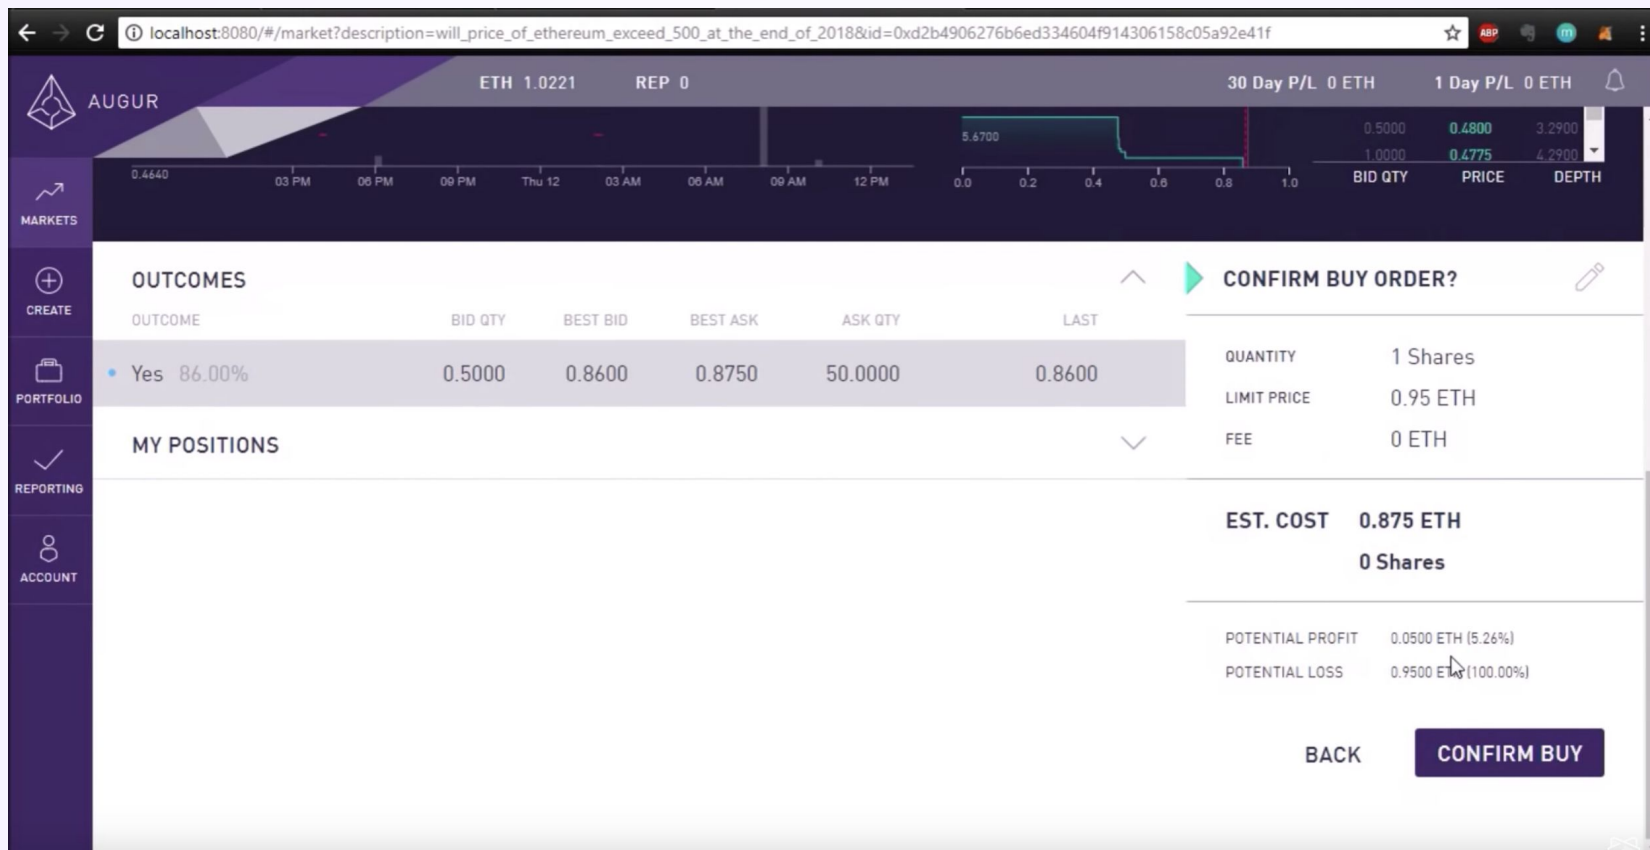 localhost:8080/#/market?description=will_price_of_ethereum_exceed_500_at_the_end_of_2018&id=0xd2b4906276b6ed334604f914306158c05a92e41f
ABP
m
AUGUR
ETH 1.0221 REP 0 30 Day P/L 0 ETH 1 Day P/L 0 ETH
MARKETS
CREATE
PORTFOLIO
REPORTING
ACCOUNT
0.4640
03 PM 06 PM 09 PM Thu 12 03 AM 06 AM 09 AM 12 PM
5.6700
0.0 0.2 0.4 0.6 0.8 1.0
0.5000 0.4800 3.2900
1.0000 0.4775 4.2900
BID QTY PRICE DEPTH
OUTCOMES
OUTCOME BID QTY BEST BID BEST ASK ASK QTY LAST
Yes 86.00% 0.5000 0.8600 0.8750 50.0000 0.8600
MY POSITIONS
CONFIRM BUY ORDER?
QUANTITY 1 Shares
LIMIT PRICE 0.95 ETH
FEE 0 ETH
EST. COST 0.875 ETH
0 Shares
POTENTIAL PROFIT 0.0500 ETH (5.26%)
POTENTIAL LOSS 0.9500 ETH (100.00%)
BACK CONFIRM BUY